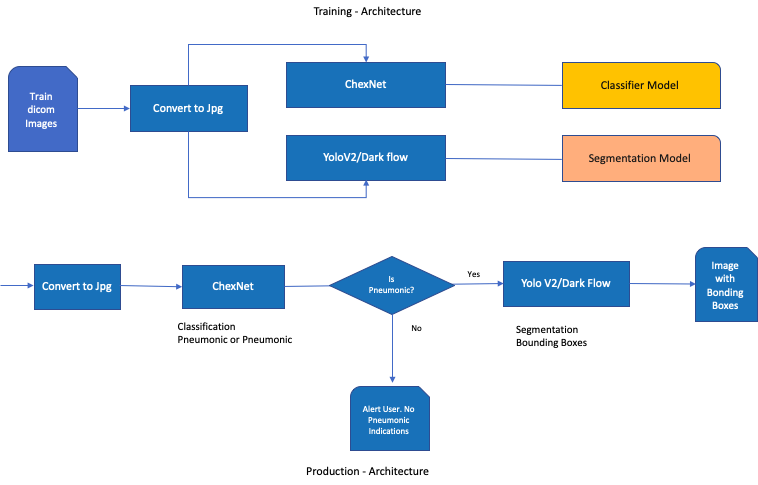 Training - Architecture
Train
dicom
Images
Convert to Jpg
ChexNet
Classifier Model
YoloV2/Dark flow
Segmentation Model
Convert to Jpg
ChexNet
Classification
Pneumonic or Pneumonic
Is
Pneumonic?
Yes
No
Yolo V2/Dark Flow
Segmentation
Bounding Boxes
Image
with
Bonding
Boxes
Alert User. No
Pneumonic
Indications
Production - Architecture